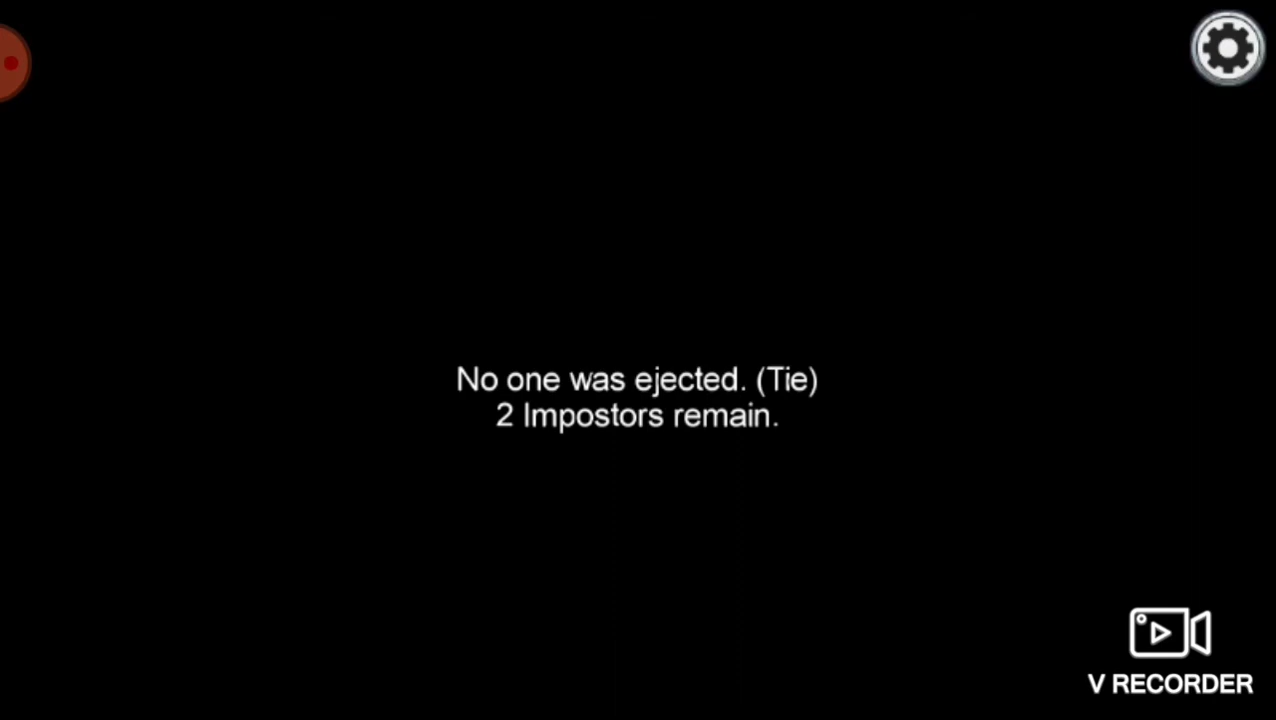 No one was ejected. (Tie)
2 Impostors remain.
V RECORDER